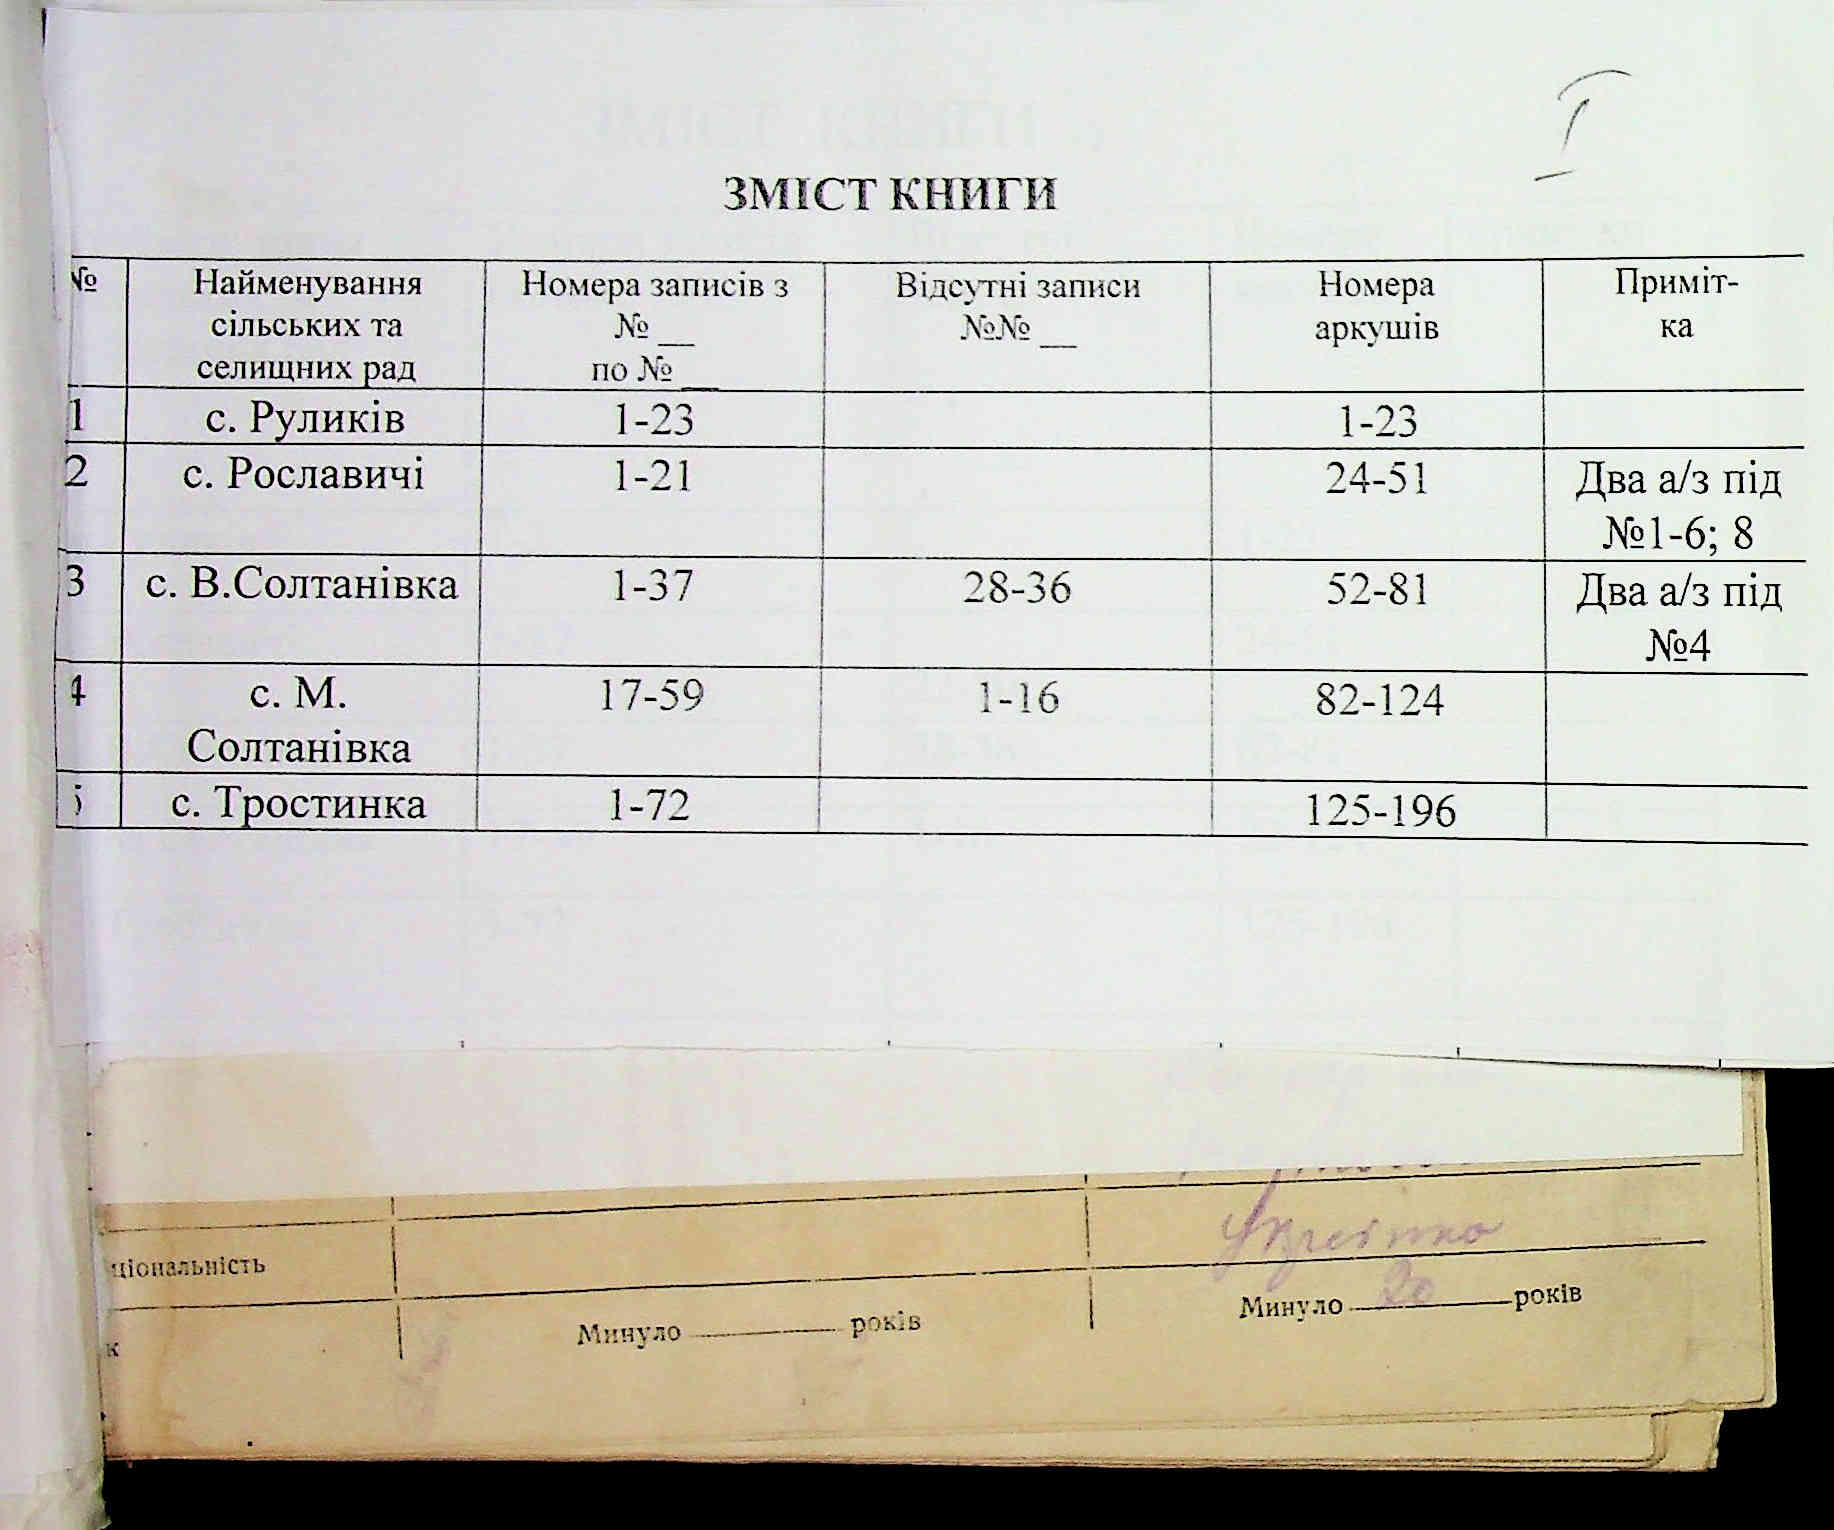 I
ЗМІСТ КНИГИ
№ Найменування сільських та селищних рад Номера записів з № __ по № __ Відсутні записи №№ __ Номера аркушів Приміт-ка
1 с. Руликів 1-23 1-23
2 с. Рославичі 1-21 24-51 Два а/з під №1-6; 8
3 с. В.Солтанівка 1-37 28-36 52-81 Два а/з під №4
4 с. М. Солтанівка 17-59 1-16 82-124
5 с. Тростинка 1-72 125-196
ціональність
к Минуло ______ років Минуло 20 років